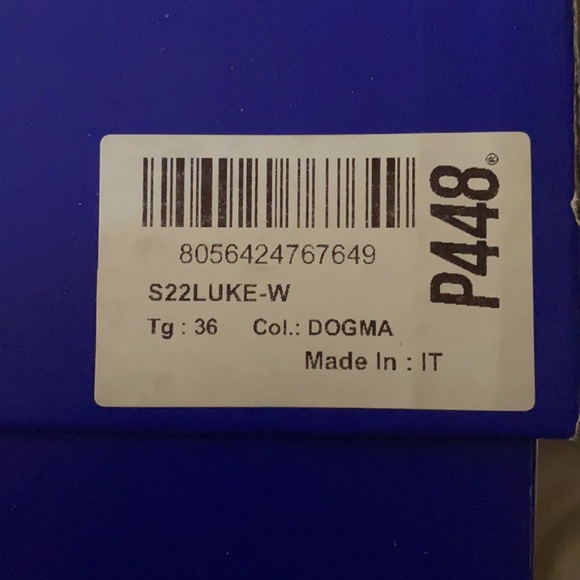 8056424767649
S22LUKE-W
Tg : 36 Col.: DOGMA
Made In : IT
P448®